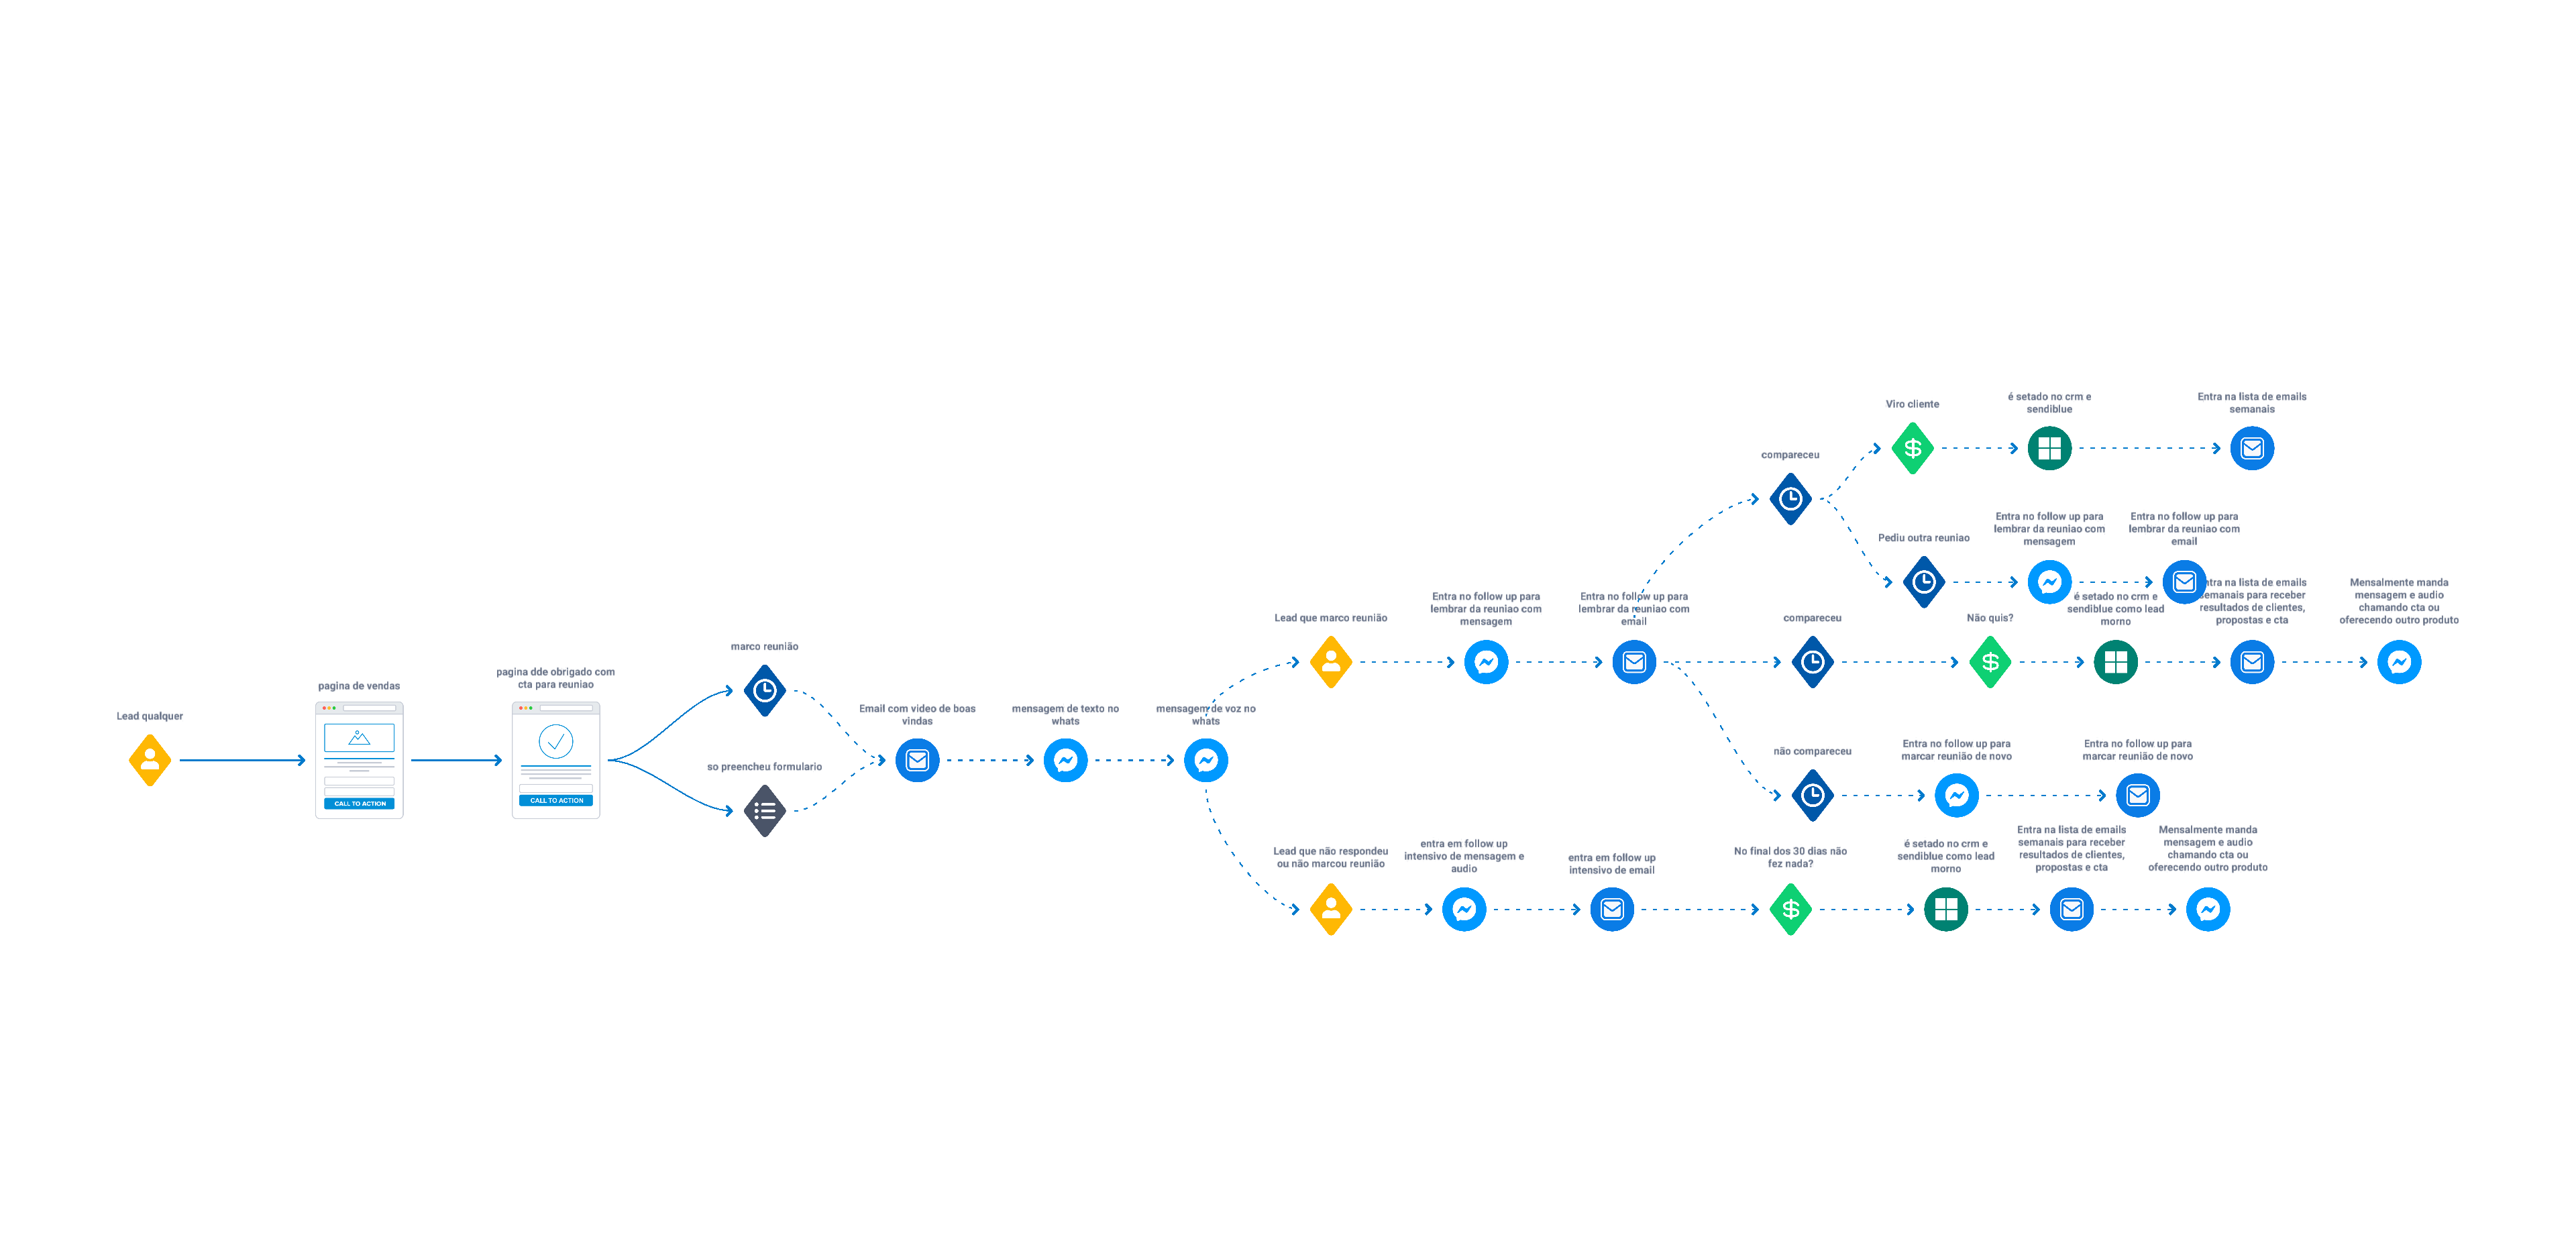 Lead qualquer
pagina de vendas
CALL TO ACTION
pagina dde obrigado com
cta para reuniao
CALL TO ACTION
marco reunião
so preencheu formulario
Email com video de boas
vindas
mensagem de texto no
whats
mensagem de voz no
whats
Lead que marco reunião
Entra no follow up para
lembrar da reuniao com
mensagem
Entra no follow up para
lembrar da reuniao com
email
compareceu
Viro cliente
é setado no crm e
sendiblue
Entra na lista de emails
semanais
Pediu outra reuniao
Entra no follow up para
lembrar da reuniao com
mensagem
Entra no follow up para
lembrar da reuniao com
email
compareceu
Não quis?
é setado no crm e
sendiblue como lead
morno
na lista de emails
para receber
resultados de clientes,
propostas e cta
Mensalmente manda
mensagem e audio
chamando cta ou
oferecendo outro produto
não compareceu
Entra no follow up para
marcar reunião de novo
Entra no follow up para
marcar reunião de novo
Lead que não respondeu
ou não marcou reunião
entra em follow up
intensivo de mensagem e
audio
entra em follow up
intensivo de email
No final dos 30 dias não
fez nada?
é setado no crm e
sendiblue como lead
morno
Entra na lista de emails
semanais para receber
resultados de clientes,
propostas e cta
Mensalmente manda
mensagem e audio
chamando cta ou
oferecendo outro produto